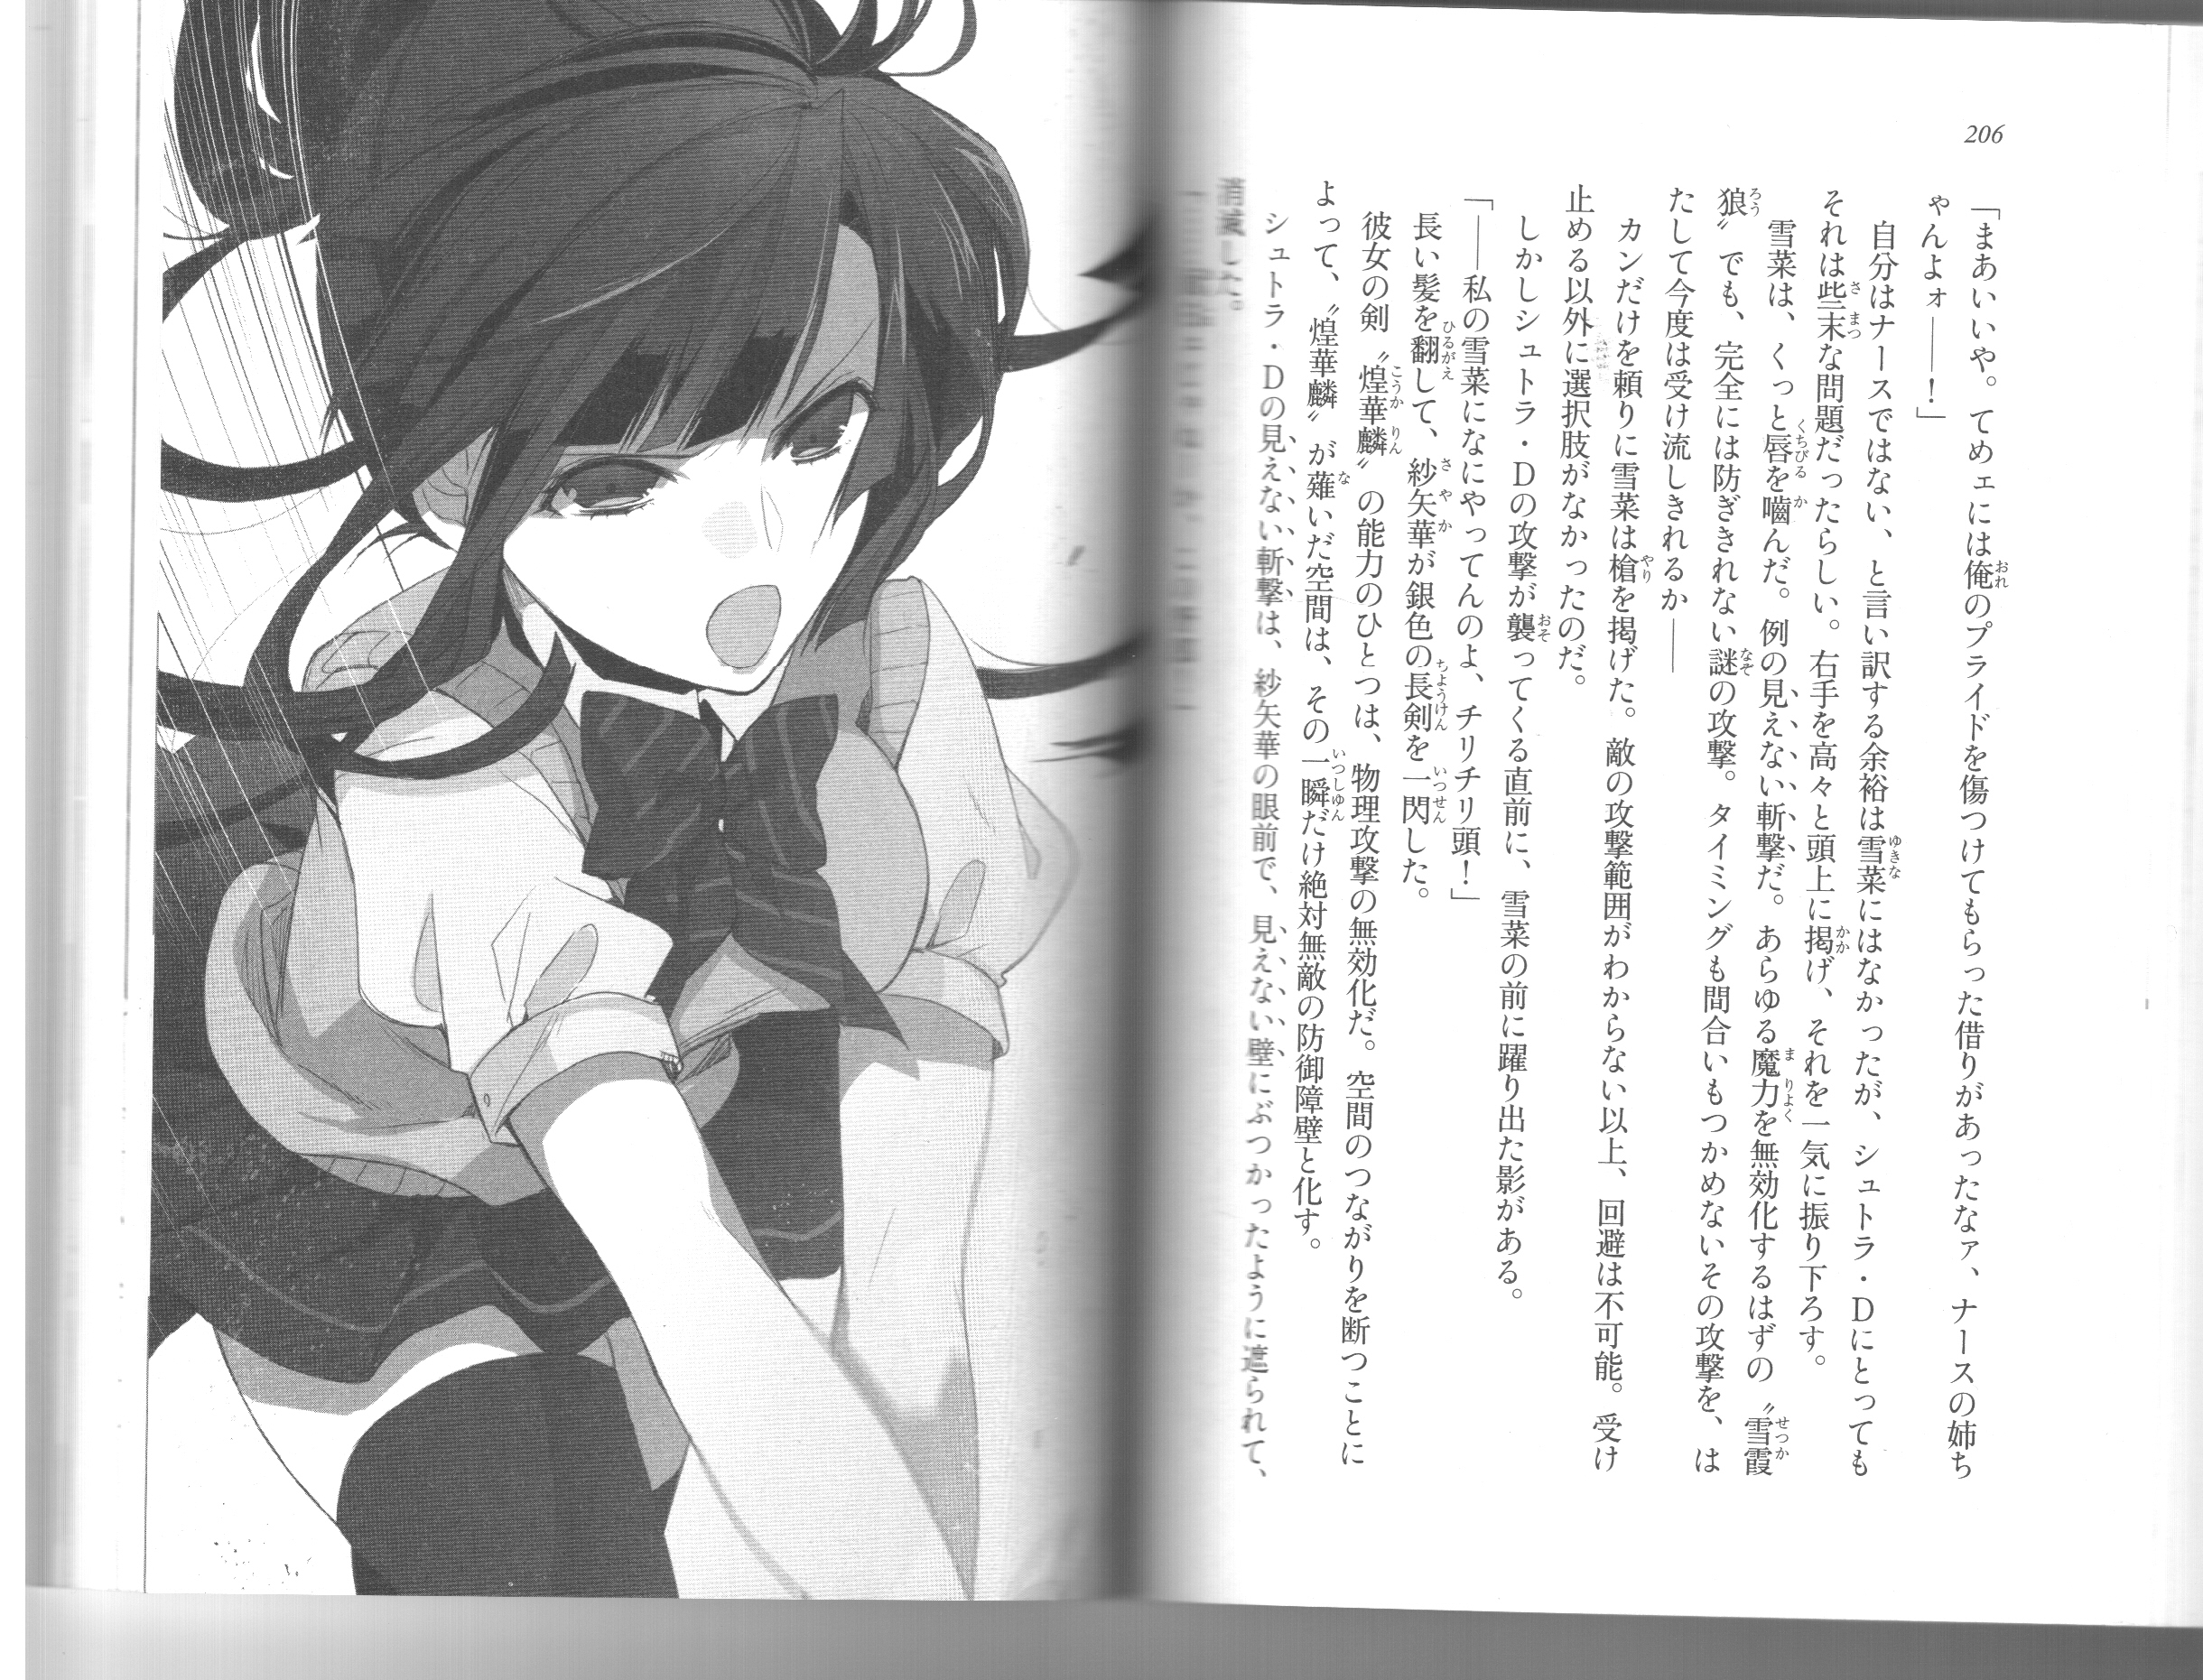 206
「まあいいや。てめェには俺のプライドを傷つけてもらった借りがあったなァ、ナースの姉ち
ゃんよォ――！」
自分はナースではない、と言い訳する余裕は雪菜にはなかったが、シュトラ・Dにとっても
それは些末な問題だったらしい。右手を高々と頭上に掲げ、それを一気に振り下ろす。
雪菜は、くっと唇を嚙んだ。例の見えない斬撃だ。あらゆる魔力を無効化するはずの〝雪霞
狼〟でも、完全には防ぎきれない謎の攻撃。タイミングも間合いもつかめないその攻撃を、は
たして今度は受け流しきれるか――
カンだけを頼りに雪菜は槍を掲げた。敵の攻撃範囲がわからない以上、回避は不可能。受け
止める以外に選択肢がなかったのだ。
しかしシュトラ・Dの攻撃が襲ってくる直前に、雪菜の前に躍り出た影がある。
「――私の雪菜になにやってんのよ、チリチリ頭！」
長い髪を翻して、紗矢華が銀色の長剣を一閃した。
彼女の剣〝煌華麟〟の能力のひとつは、物理攻撃の無効化だ。空間のつながりを断つことに
よって、〝煌華麟〟が薙いだ空間は、その一瞬だけ絶対無敵の防御障壁と化す。
シュトラ・Dの見えない斬撃は、紗矢華の眼前で、見えない壁にぶつかったように遮られて、
消滅した。